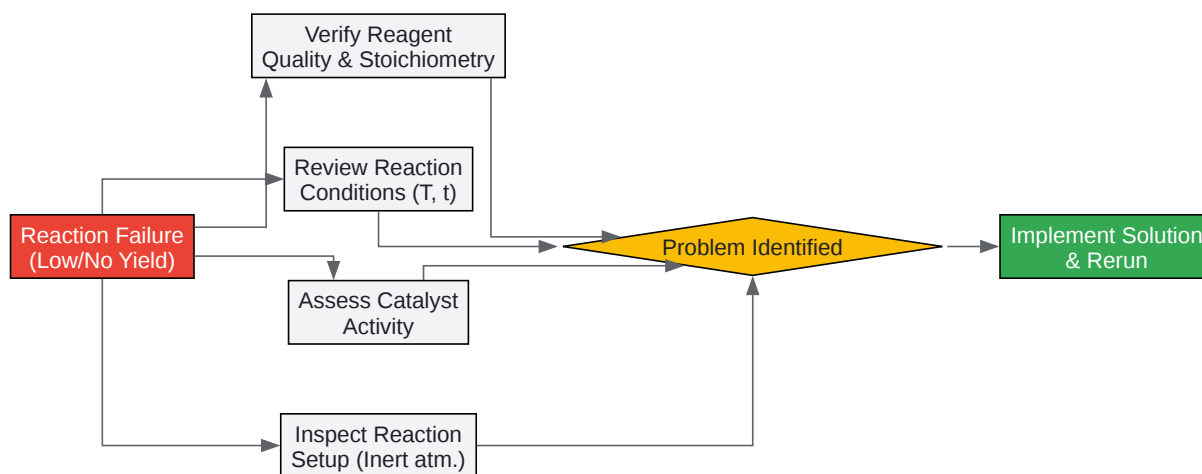 Verify Reagent
Quality & Stoichiometry
Review Reaction
Conditions (T, t)
Reaction Failure
(Low/No Yield)
Problem Identified
Implement Solution
& Rerun
Assess Catalyst
Activity
Inspect Reaction
Setup (Inert atm.)